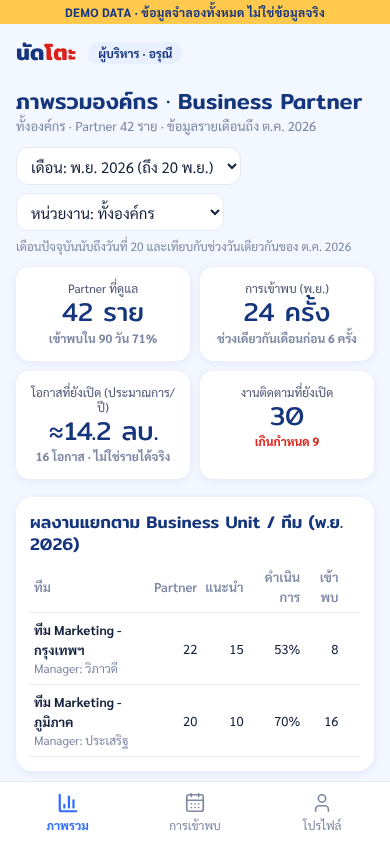 DEMO DATA · ข้อมูลจำลองทั้งหมด ไม่ใช่ข้อมูลจริง
นัดโตะ
ผู้บริหาร · อรุณี
ภาพรวมองค์กร · Business Partner
ทั้งองค์กร · Partner 42 ราย · ข้อมูลรายเดือนถึง ต.ค. 2026
เดือน: พ.ย. 2026 (ถึง 20 พ.ย.)
หน่วยงาน: ทั้งองค์กร
เดือนปัจจุบันนับถึงวันที่ 20 และเทียบกับช่วงวันเดียวกันของ ต.ค. 2026
Partner ที่ดูแล
42 ราย
เข้าพบใน 90 วัน 71%
การเข้าพบ (พ.ย.)
24 ครั้ง
ช่วงเดียวกันเดือนก่อน 6 ครั้ง
โอกาสที่ยังเปิด (ประมาณการ/
ปี)
≈14.2 ลบ.
16 โอกาส · ไม่ใช่รายได้จริง
งานติดตามที่ยังเปิด
30
เกินกำหนด 9
ผลงานแยกตาม Business Unit / ทีม (พ.ย.
2026)
ทีม Partner แนะนำ ดำเนิน
การ เข้า
พบ
ทีม Marketing -
กรุงเทพฯ
Manager: วิภาวดี
22 15 53% 8
ทีม Marketing -
ภูมิภาค
Manager: ประเสริฐ
20 10 70% 16
ภาพรวม
การเข้าพบ
โปรไฟล์